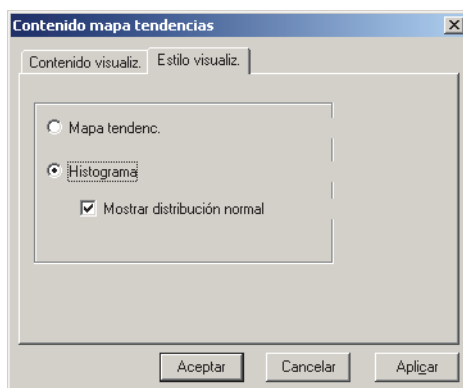 Contenido mapa tendencias
Contenido visualiz.
Estilo visualiz.
Mapa tendenc.
Histograma
Mostrar distribución normal
Aceptar
Cancelar
Aplicar